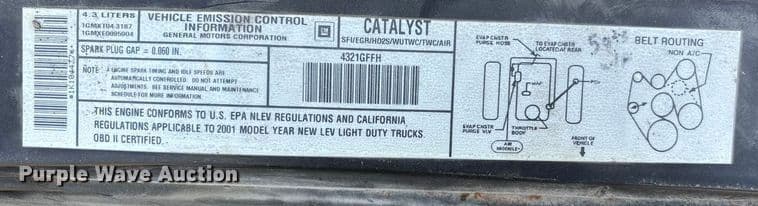 4.3 LITERS
1GMXT04.3187
1GMXE0095904
VEHICLE EMISSION CONTROL
INFORMATION
GENERAL MOTORS CORPORATION
GM
CATALYST
SFI/EGR/HO2S/WUTWC/TWC/AIR
SPARK PLUG GAP = 0.060 IN.
NOTE: ENGINE SPARK TIMING AND IDLE SPEEDS ARE
AUTOMATICALLY CONTROLLED. DO NOT ATTEMPT
ADJUSTMENTS. SEE SERVICE MANUAL AND MAINTENANCE
SCHEDULE FOR MORE INFORMATION.
4321GFFH
THIS ENGINE CONFORMS TO U.S. EPA NLEV REGULATIONS AND CALIFORNIA
REGULATIONS APPLICABLE TO 2001 MODEL YEAR NEW LEV LIGHT DUTY TRUCKS.
OBD II CERTIFIED.
EVAP CNSTR
PURGE HOSE
TO EVAP CNSTR
LOCATED AT REAR
EVAP CNSTR
PURGE VLV
THROTTLE
BODY
AIR
MODULE
FRONT OF
VEHICLE
BELT ROUTING
NON A/C
Purple Wave Auction